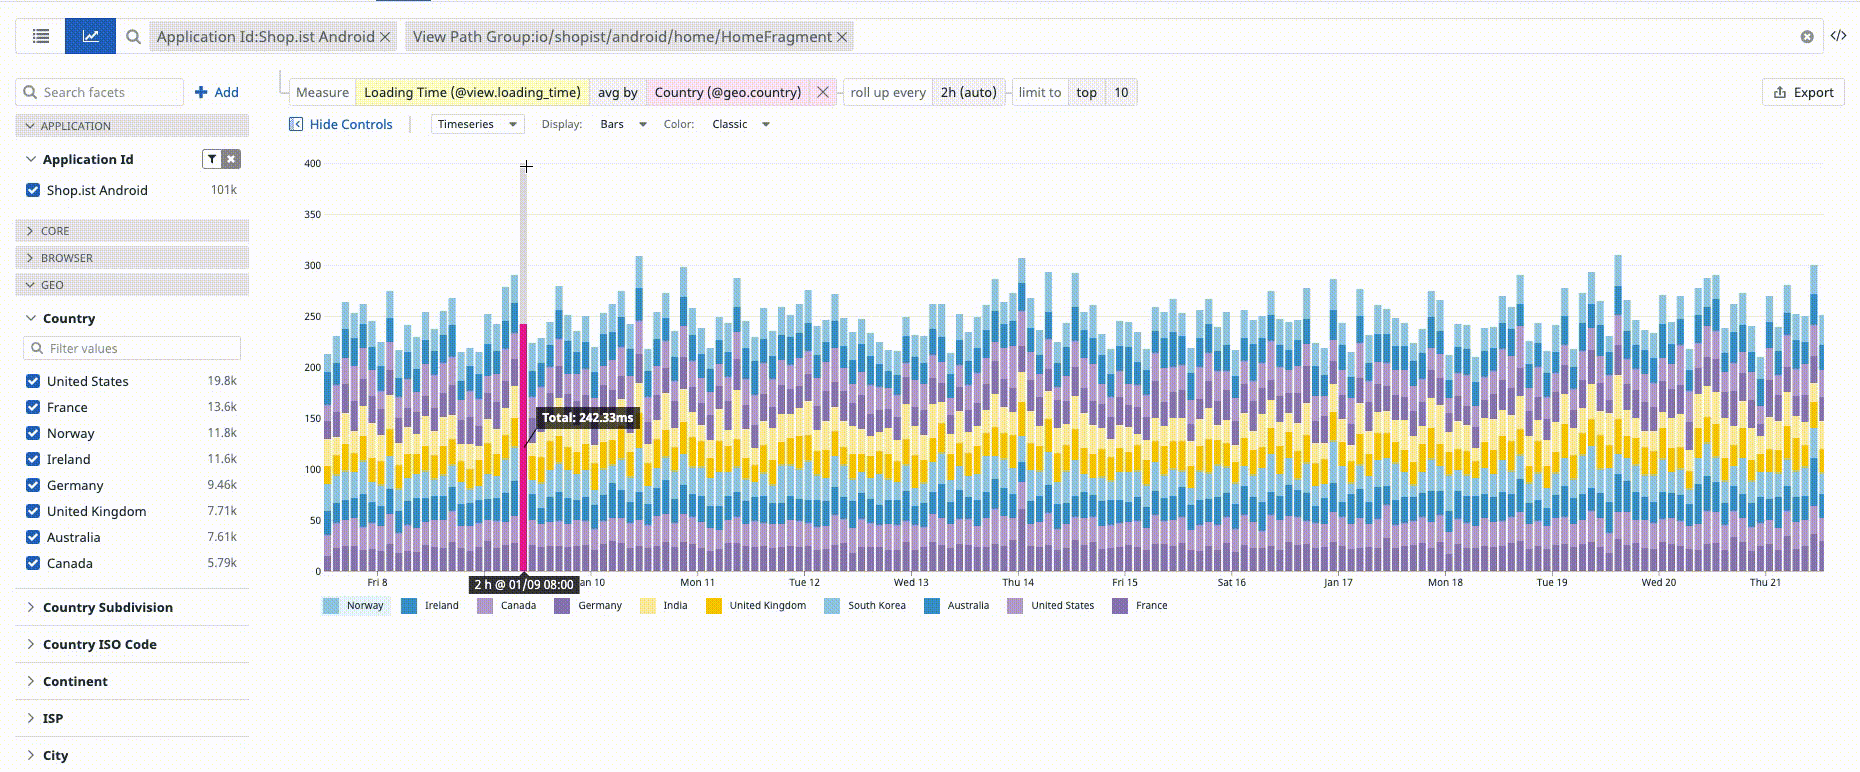 Application Id:Shop.ist Android
View Path Group:io/shopist/android/home/HomeFragment
</>
Search facets
Add
Measure Loading Time (@view.loading_time) avg by Country (@geo.country)
roll up every 2h (auto)
limit to top 10
Export
Hide Controls
Timeseries
Display: Bars
Color: Classic
APPLICATION
Application Id
Shop.ist Android 101k
CORE
BROWSER
GEO
Country
Filter values
United States 19.8k
France 13.6k
Norway 11.8k
Ireland 11.6k
Germany 9.46k
United Kingdom 7.71k
Australia 7.61k
Canada 5.79k
Country Subdivision
Country ISO Code
Continent
ISP
City
400
350
300
250
200
150
100
50
0
Total: 242.33ms
2 h @ 01/09 08:00
Fri 8 an 10 Mon 11 Tue 12 Wed 13 Thu 14 Fri 15 Sat 16 Jan 17 Mon 18 Tue 19 Wed 20 Thu 21
Norway Ireland Canada Germany India United Kingdom South Korea Australia United States France